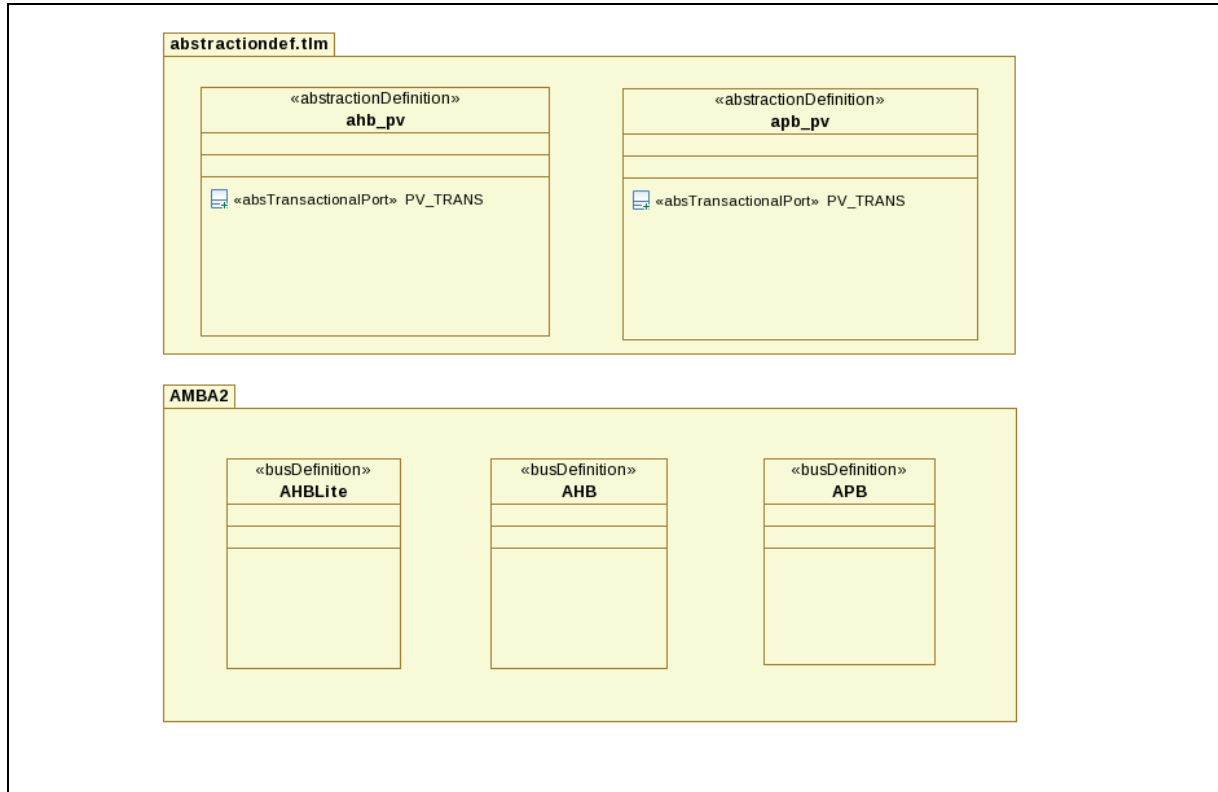 abstractiondef.tlm
«abstractionDefinition»
ahb_pv
«absTransactionalPort» PV_TRANS
«abstractionDefinition»
apb_pv
«absTransactionalPort» PV_TRANS
AMBA2
«busDefinition»
AHBLite
«busDefinition»
AHB
«busDefinition»
APB